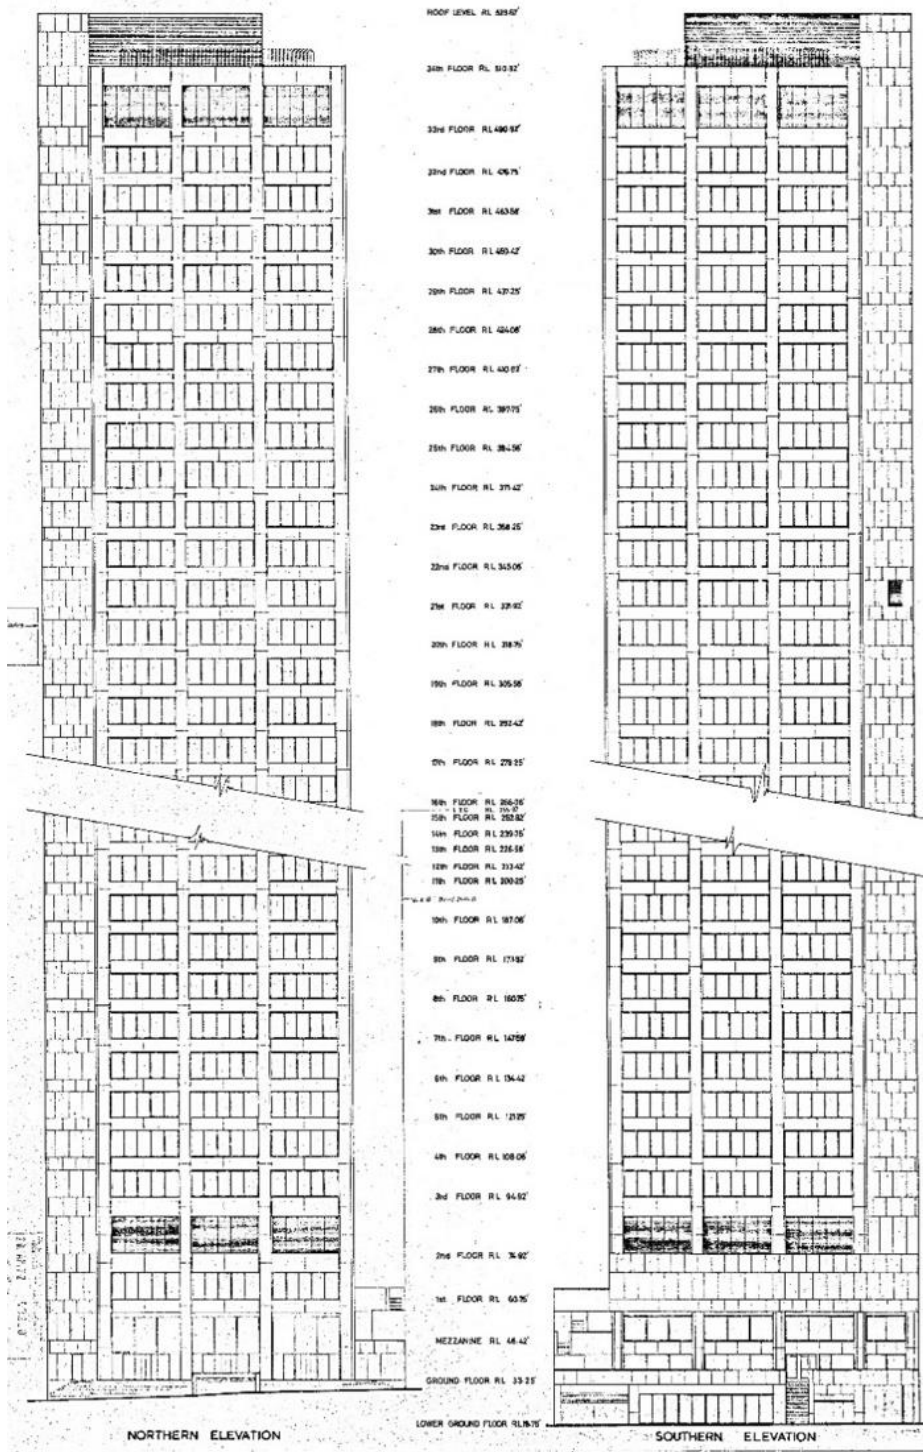 ROOF LEVEL RL
34th FLOOR RL 510·92'
33rd FLOOR RL 490·92'
32nd FLOOR RL 476·75'
31st FLOOR RL 463·58'
30th FLOOR RL 450·42'
29th FLOOR RL 437·25'
28th FLOOR RL 424·08'
27th FLOOR RL 410·92'
26th FLOOR RL 397·75'
25th FLOOR RL 384·58'
24th FLOOR RL 371·42'
23rd FLOOR RL 358·25'
22nd FLOOR RL 345·08'
21st FLOOR RL 331·92'
20th FLOOR RL 318·75'
19th FLOOR RL 305·58'
18th FLOOR RL 292·42'
17th FLOOR RL 279·25'
16th FLOOR RL
15th FLOOR RL
14th FLOOR RL 239·75'
13th FLOOR RL 226·58'
12th FLOOR RL 213·42'
11th FLOOR RL 200·25'
10th FLOOR RL 187·08'
9th FLOOR RL 173·92'
8th FLOOR RL 160·75'
7th FLOOR RL 147·58'
6th FLOOR RL 134·42'
5th FLOOR RL 121·25'
4th FLOOR RL 108·08'
3rd FLOOR RL 94·92'
2nd FLOOR RL 74·92'
1st FLOOR RL 60·75'
MEZZANINE RL 46·42'
GROUND FLOOR RL 33·25'
LOWER GROUND FLOOR RL
NORTHERN ELEVATION
SOUTHERN ELEVATION